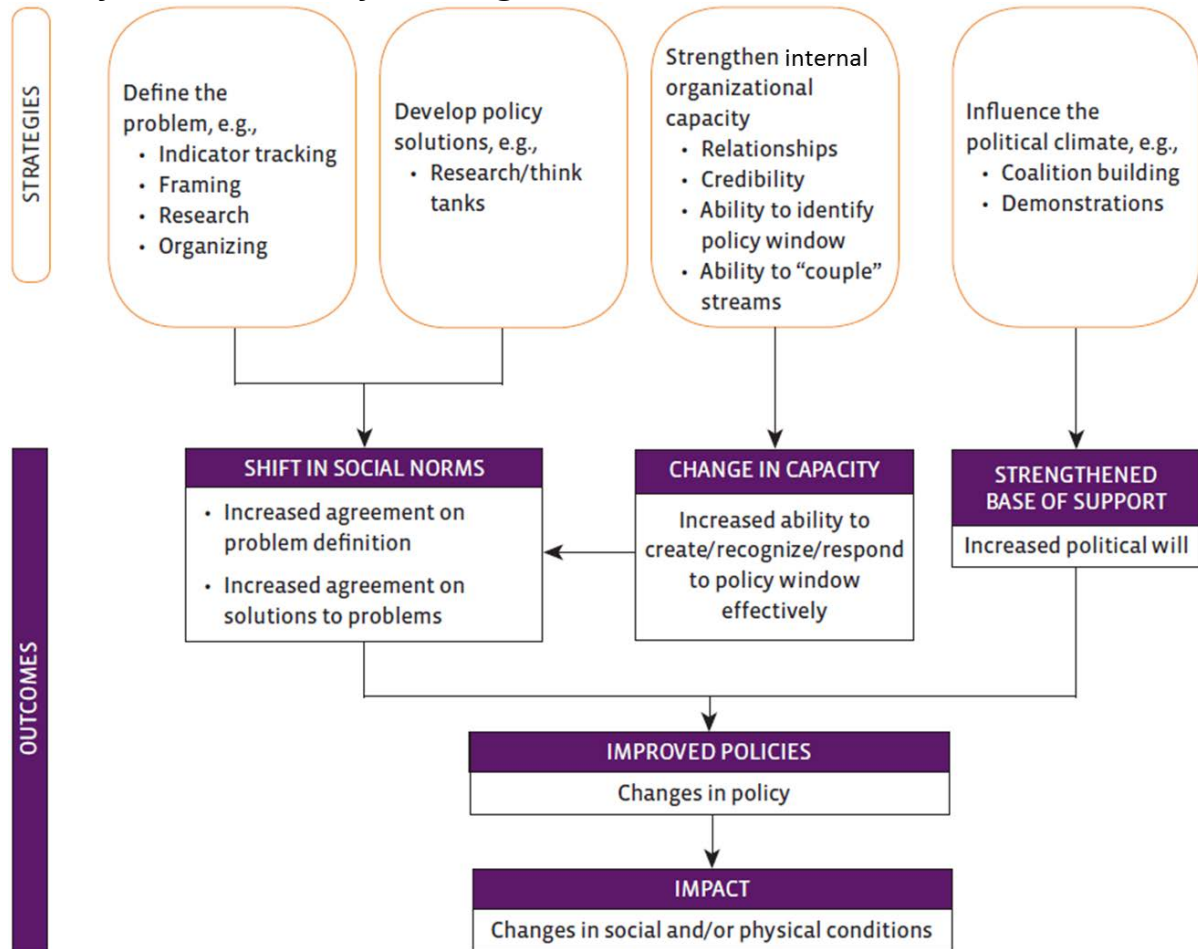 STRATEGIES
Define the
problem, e.g.,
• Indicator tracking
• Framing
• Research
• Organizing
Develop policy
solutions, e.g.,
• Research/think
tanks
Strengthen internal
organizational
capacity
• Relationships
• Credibility
• Ability to identify
policy window
• Ability to “couple”
streams
Influence the
political climate, e.g.,
• Coalition building
• Demonstrations
OUTCOMES
SHIFT IN SOCIAL NORMS
• Increased agreement on
problem definition
• Increased agreement on
solutions to problems
CHANGE IN CAPACITY
Increased ability to
create/recognize/respond
to policy window
effectively
STRENGTHENED
BASE OF SUPPORT
Increased political will
IMPROVED POLICIES
Changes in policy
IMPACT
Changes in social and/or physical conditions